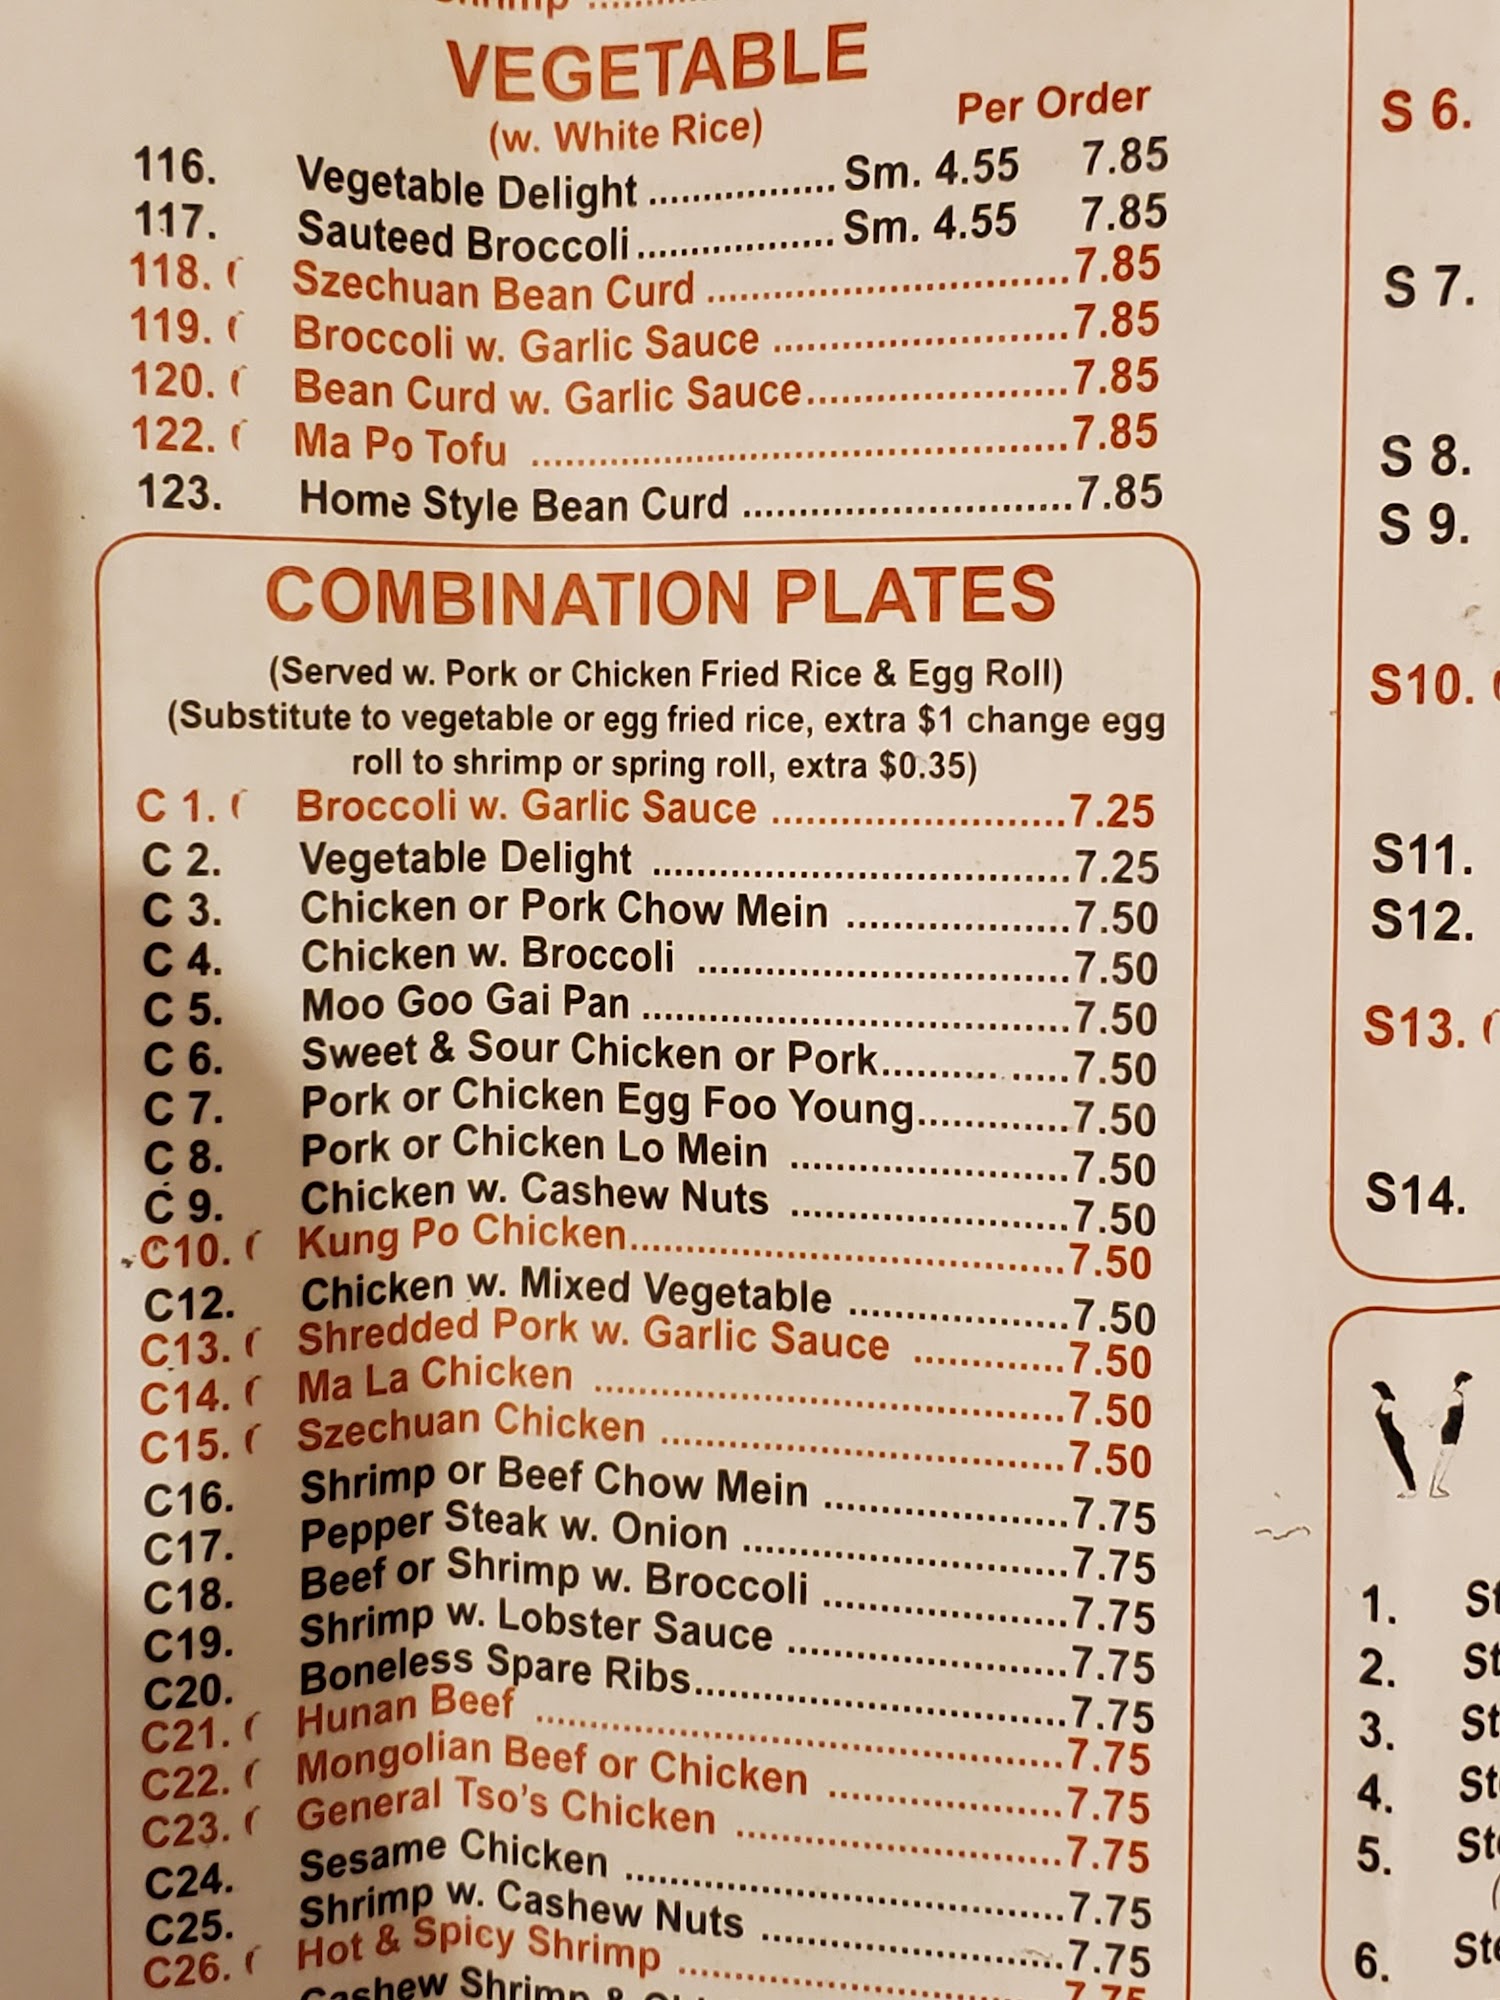 VEGETABLE
(w. White Rice)
Per Order
116. Vegetable Delight ................. Sm. 4.55 7.85
117. Sauteed Broccoli .................. Sm. 4.55 7.85
118. Szechuan Bean Curd ................................ 7.85
119. Broccoli w. Garlic Sauce .......................... 7.85
120. Bean Curd w. Garlic Sauce....................... 7.85
122. Ma Po Tofu ............................................... 7.85
123. Home Style Bean Curd ............................. 7.85
COMBINATION PLATES
(Served w. Pork or Chicken Fried Rice & Egg Roll)
(Substitute to vegetable or egg fried rice, extra $1 change egg
roll to shrimp or spring roll, extra $0.35)
C 1. Broccoli w. Garlic Sauce .......................... 7.25
C 2. Vegetable Delight ..................................... 7.25
C 3. Chicken or Pork Chow Mein .................... 7.50
C 4. Chicken w. Broccoli ................................. 7.50
C 5. Moo Goo Gai Pan ...................................... 7.50
C 6. Sweet & Sour Chicken or Pork................. 7.50
C 7. Pork or Chicken Egg Foo Young............. 7.50
C 8. Pork or Chicken Lo Mein ......................... 7.50
C 9. Chicken w. Cashew Nuts ......................... 7.50
C10. Kung Po Chicken...................................... 7.50
C12. Chicken w. Mixed Vegetable .................... 7.50
C13. Shredded Pork w. Garlic Sauce ............. 7.50
C14. Ma La Chicken ......................................... 7.50
C15. Szechuan Chicken ................................... 7.50
C16. Shrimp or Beef Chow Mein ...................... 7.75
C17. Pepper Steak w. Onion ............................. 7.75
C18. Beef or Shrimp w. Broccoli ...................... 7.75
C19. Shrimp w. Lobster Sauce ......................... 7.75
C20. Boneless Spare Ribs................................. 7.75
C21. Hunan Beef ............................................... 7.75
C22. Mongolian Beef or Chicken ..................... 7.75
C23. General Tso's Chicken ............................. 7.75
C24. Sesame Chicken ....................................... 7.75
C25. Shrimp w. Cashew Nuts ........................... 7.75
C26. Hot & Spicy Shrimp .................................. 7.75
Cashew Shrimp &
S 6.
S 7.
S 8.
S 9.
S10.
S11.
S12.
S13.
S14.
1. St
2. St
3. St
4. St
5. Ste
6. Ste